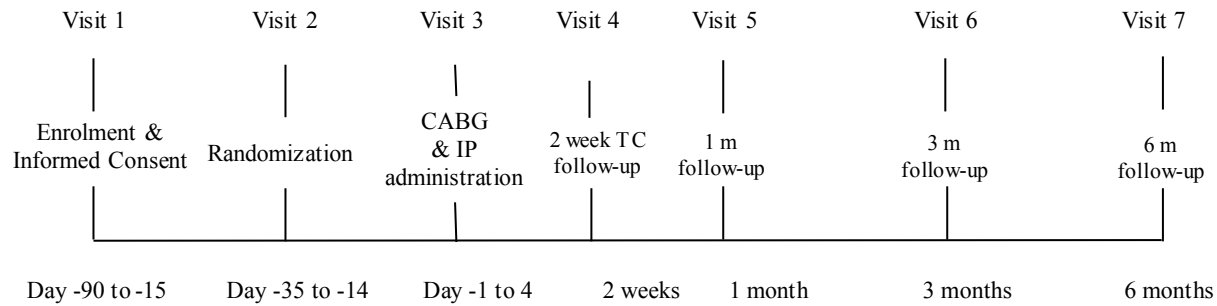 Visit 1 Visit 2 Visit 3 Visit 4 Visit 5 Visit 6 Visit 7
Enrolment &
Informed Consent
Randomization
CABG
& IP
administration
2 week TC
follow-up
1 m
follow-up
3 m
follow-up
6 m
follow-up
Day -90 to -15 Day -35 to -14 Day -1 to 4 2 weeks 1 month 3 months 6 months